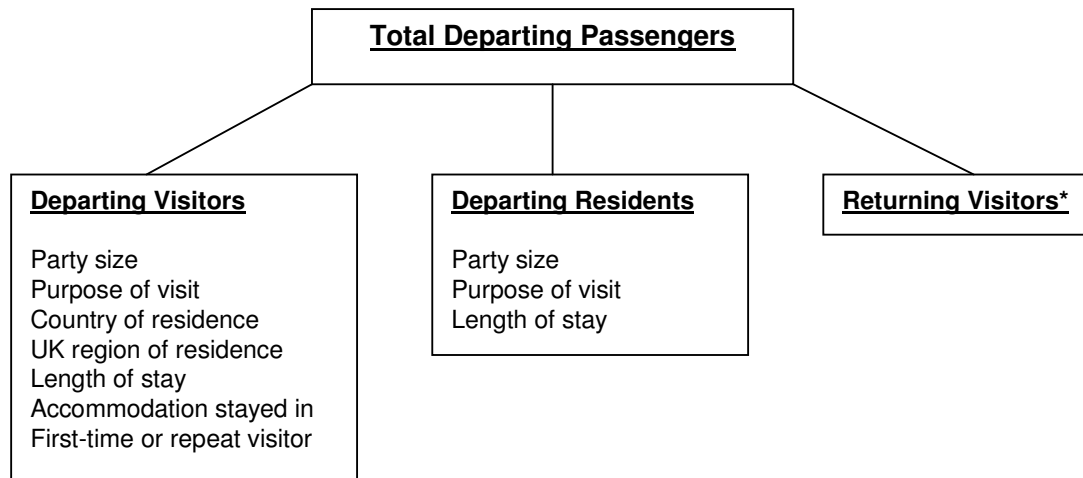 Total Departing Passengers
Departing Visitors
Party size
Purpose of visit
Country of residence
UK region of residence
Length of stay
Accommodation stayed in
First-time or repeat visitor
Departing Residents
Party size
Purpose of visit
Length of stay
Returning Visitors*